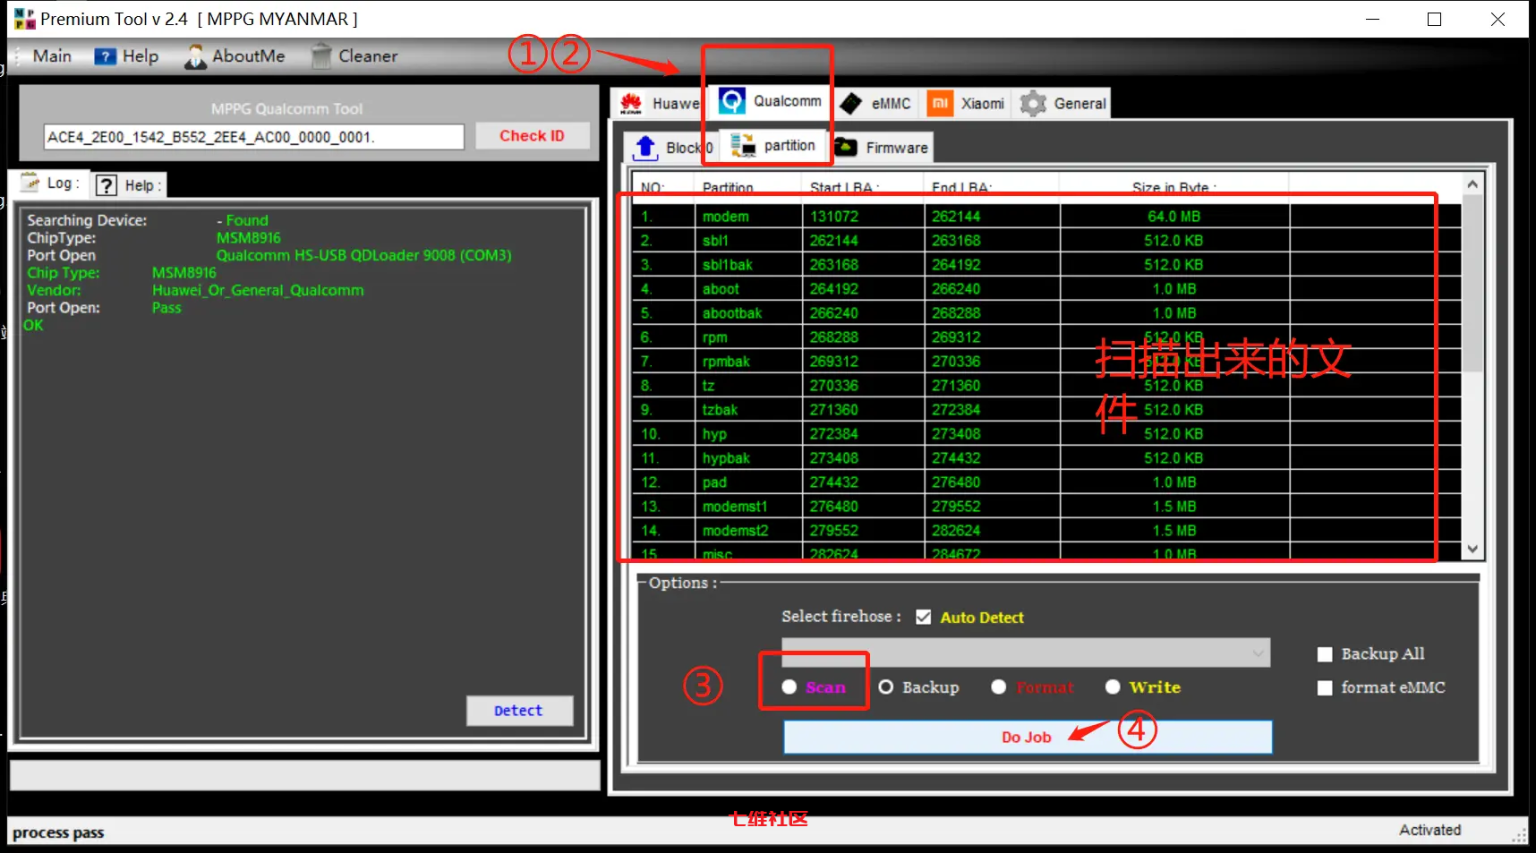 Premium Tool v 2.4 [ MPPG MYANMAR ]
Main Help AboutMe Cleaner
①②
MPPG Qualcomm Tool
ACE4_2E00_1542_B552_2EE4_AC00_0000_0001. Check ID
Log : Help :
Searching Device: - Found
ChipType: MSM8916
Port Open Qualcomm HS-USB QDLoader 9008 (COM3)
Chip Type: MSM8916
Vendor: Huawei_Or_General_Qualcomm
Port Open: Pass
OK
Detect
Huawe Qualcomm eMMC Xiaomi General
Block 0 partition Firmware
NO: Partition Start LBA : End LBA: Size in Byte :
1. modem 131072 262144 64.0 MB
2. sbl1 262144 263168 512.0 KB
3. sbl1bak 263168 264192 512.0 KB
4. aboot 264192 266240 1.0 MB
5. abootbak 266240 268288 1.0 MB
6. rpm 268288 269312 512.0 KB
7. rpmbak 269312 270336 512.0 KB
8. tz 270336 271360 512.0 KB
9. tzbak 271360 272384 512.0 KB
10. hyp 272384 273408 512.0 KB
11. hypbak 273408 274432 512.0 KB
12. pad 274432 276480 1.0 MB
13. modemst1 276480 279552 1.5 MB
14. modemst2 279552 282624 1.5 MB
15. misc 282624 284672 1.0 MB
扫描出来的文
件
Options :
Select firehose : Auto Detect
Backup All
③
Scan Backup Format Write format eMMC
Do Job
④
七维社区
process pass Activated